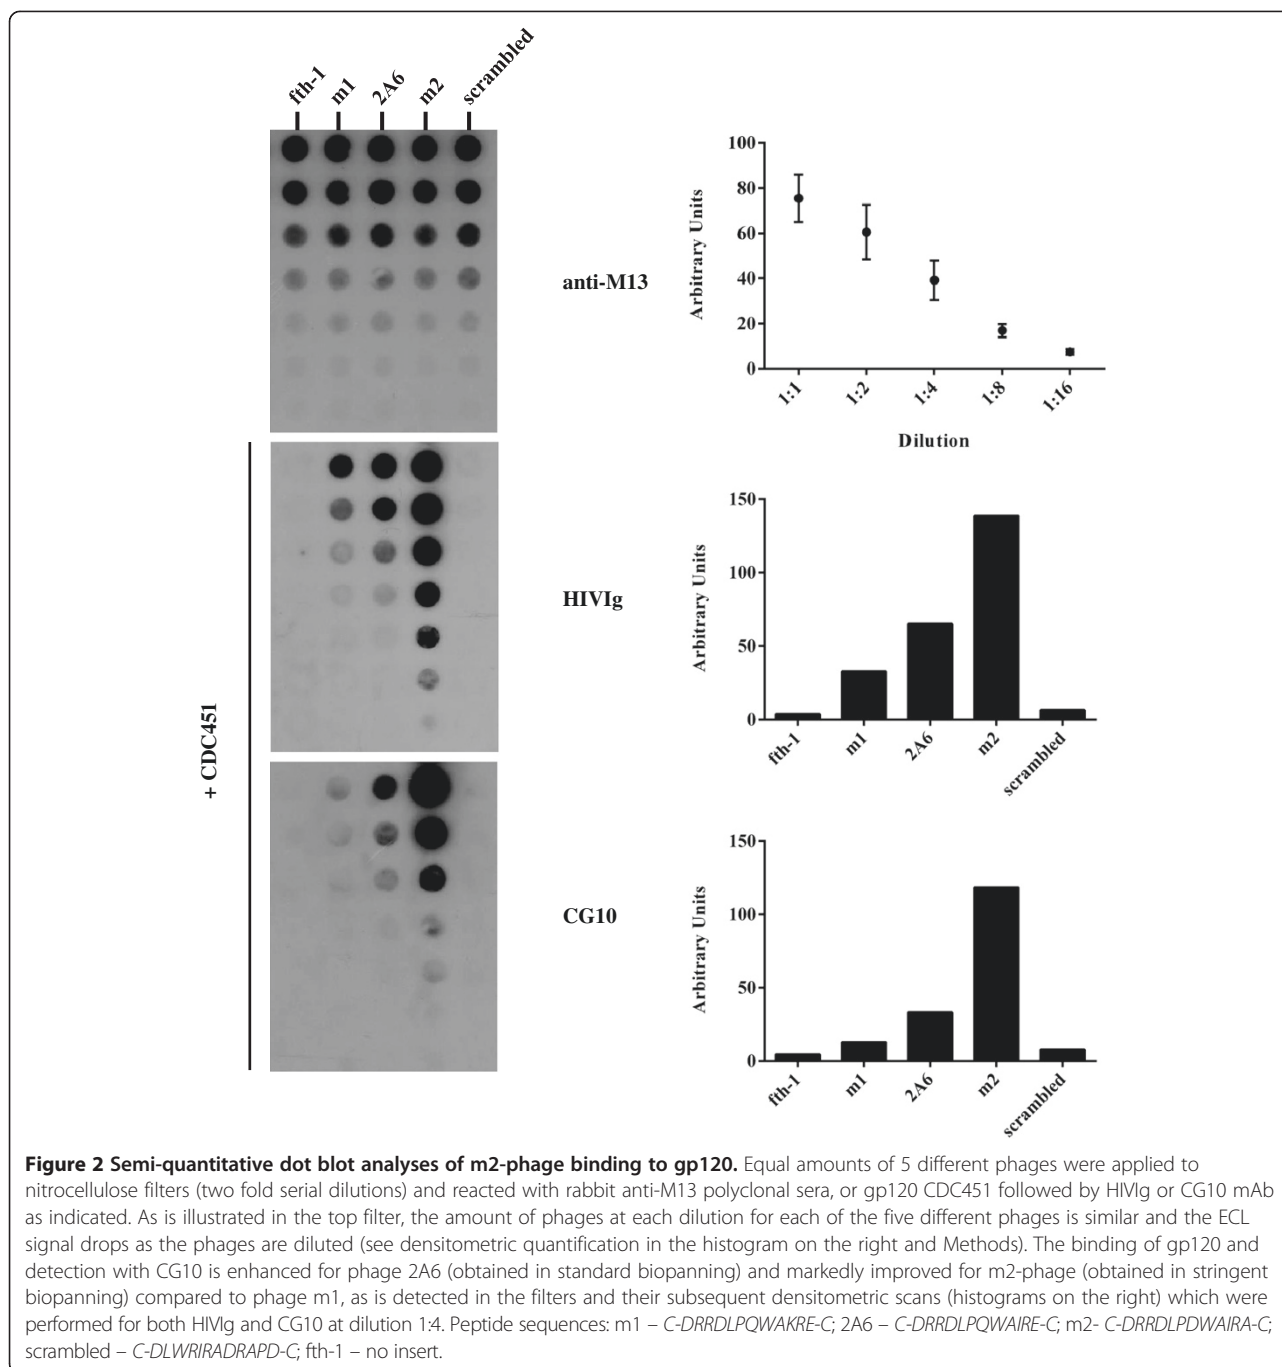 fth-1 m1 2A6 m2 scrambled
anti-M13
100
80
60
40
20
0
Arbitrary Units
1:1 1:2 1:4 1:8 1:16
Dilution
+ CDC451
HIVIg
150
100
50
0
Arbitrary Units
fth-1 m1 2A6 m2 scrambled
CG10
150
100
50
0
Arbitrary Units
fth-1 m1 2A6 m2 scrambled
Figure 2 Semi-quantitative dot blot analyses of m2-phage binding to gp120. Equal amounts of 5 different phages were applied to
nitrocellulose filters (two fold serial dilutions) and reacted with rabbit anti-M13 polyclonal sera, or gp120 CDC451 followed by HIVIg or CG10 mAb
as indicated. As is illustrated in the top filter, the amount of phages at each dilution for each of the five different phages is similar and the ECL
signal drops as the phages are diluted (see densitometric quantification in the histogram on the right and Methods). The binding of gp120 and
detection with CG10 is enhanced for phage 2A6 (obtained in standard biopanning) and markedly improved for m2-phage (obtained in stringent
biopanning) compared to phage m1, as is detected in the filters and their subsequent densitometric scans (histograms on the right) which were
performed for both HIVIg and CG10 at dilution 1:4. Peptide sequences: m1 – C-DRRDLPQWAKRE-C; 2A6 – C-DRRDLPQWAIRE-C; m2- C-DRRDLPDWAIRA-C;
scrambled – C-DLWRIRADRAPD-C; fth-1 – no insert.